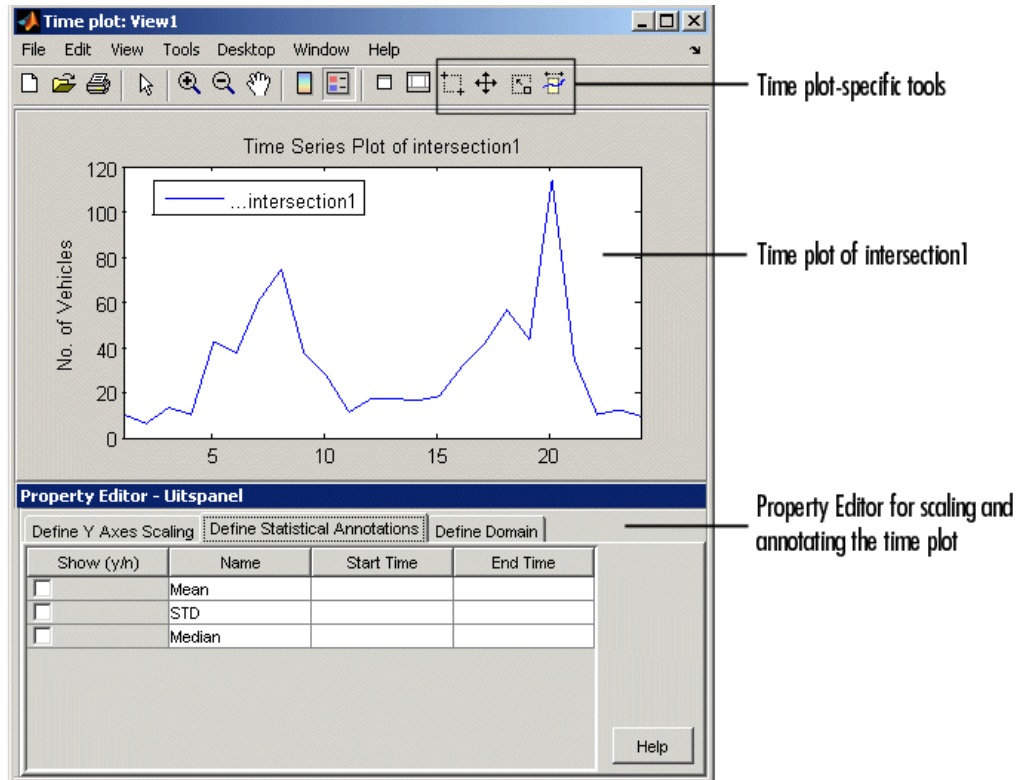 Time plot: View1
File Edit View Tools Desktop Window Help
Time plot-specific tools
Time Series Plot of intersection1
120
100
80
60
40
20
0
No. of Vehicles
...intersection1
5 10 15 20
Time plot of intersection1
Property Editor - Uitspanel
Define Y Axes Scaling Define Statistical Annotations Define Domain
Property Editor for scaling and
annotating the time plot
Show (y/n) Name Start Time End Time
Mean
STD
Median
Help